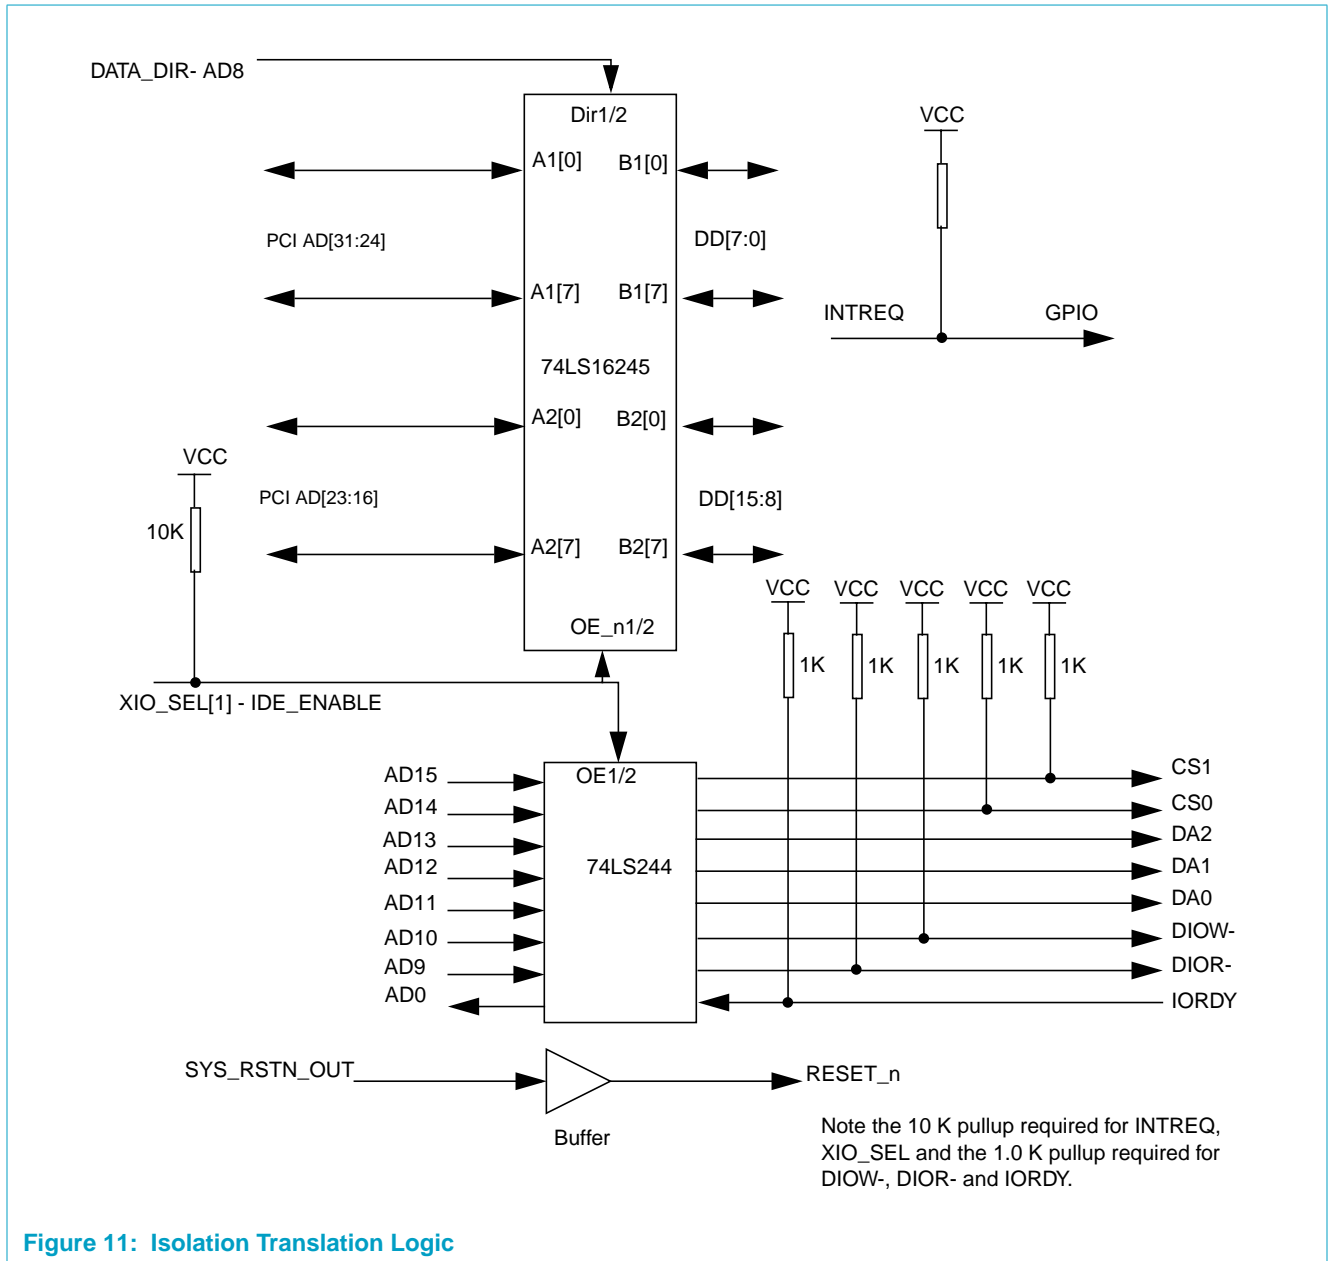 DATA_DIR- AD8
Dir1/2
VCC
A1[0] B1[0]
PCI AD[31:24]
DD[7:0]
A1[7] B1[7]
INTREQ GPIO
74LS16245
A2[0] B2[0]
VCC
PCI AD[23:16]
DD[15:8]
10K
A2[7] B2[7]
VCC VCC VCC VCC VCC
OE_n1/2
1K 1K 1K 1K 1K
XIO_SEL[1] - IDE_ENABLE
OE1/2
AD15 CS1
AD14 CS0
AD13 DA2
AD12 74LS244 DA1
AD11 DA0
AD10 DIOW-
AD9 DIOR-
AD0 IORDY
SYS_RSTN_OUT RESET_n
Buffer
Note the 10 K pullup required for INTREQ,
XIO_SEL and the 1.0 K pullup required for
DIOW-, DIOR- and IORDY.
Figure 11: Isolation Translation Logic